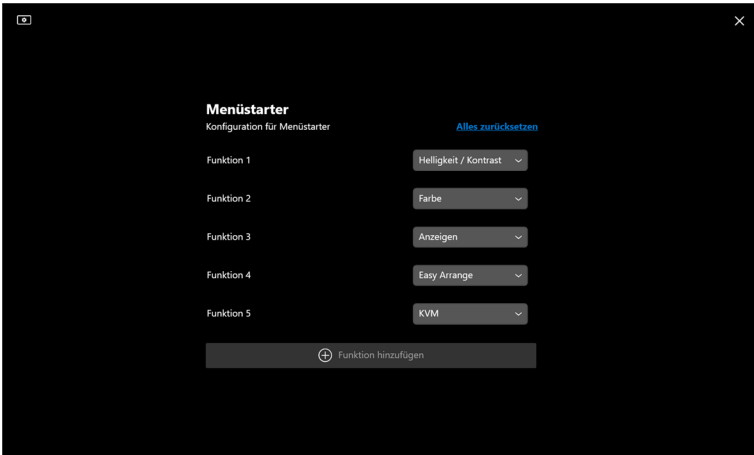 Menüstarter
Konfiguration für Menüstarter Alles zurücksetzen
Funktion 1 Helligkeit / Kontrast
Funktion 2 Farbe
Funktion 3 Anzeigen
Funktion 4 Easy Arrange
Funktion 5 KVM
Funktion hinzufügen